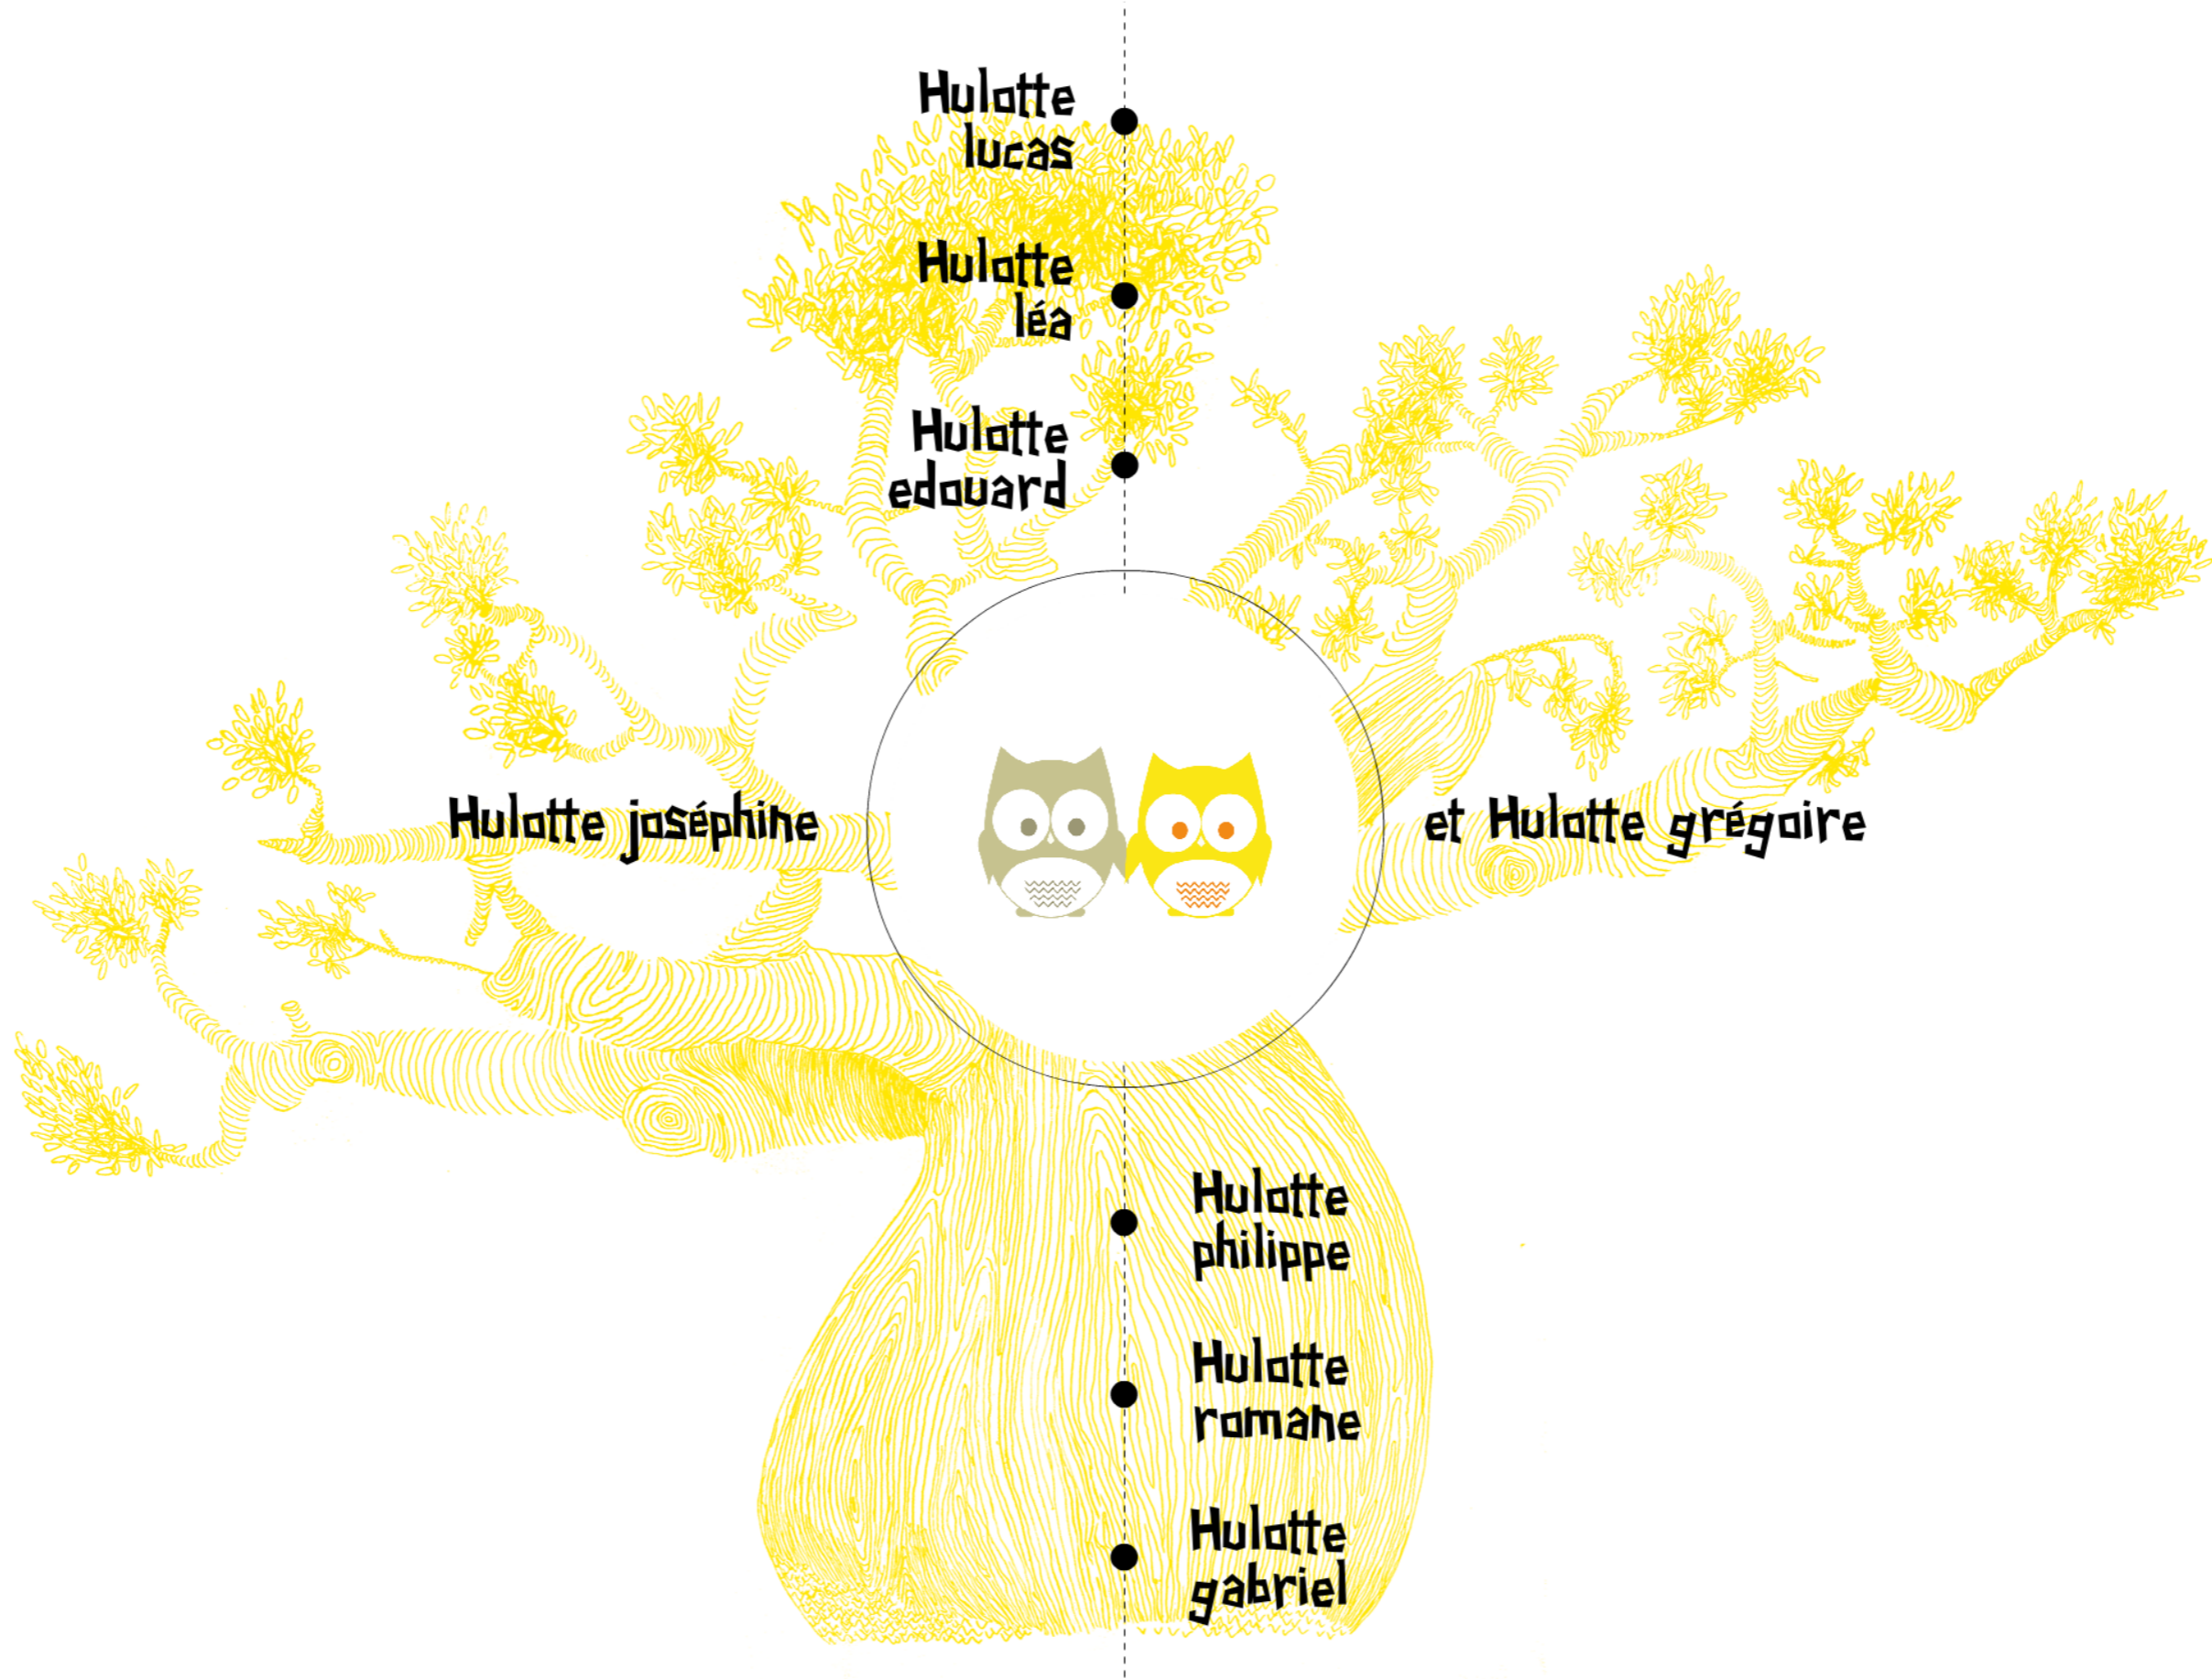 Hulotte
lucas
Hulotte
léa
Hulotte
edouard
Hulotte joséphine
et Hulotte grégoire
Hulotte
philippe
Hulotte
romane
Hulotte
gabriel